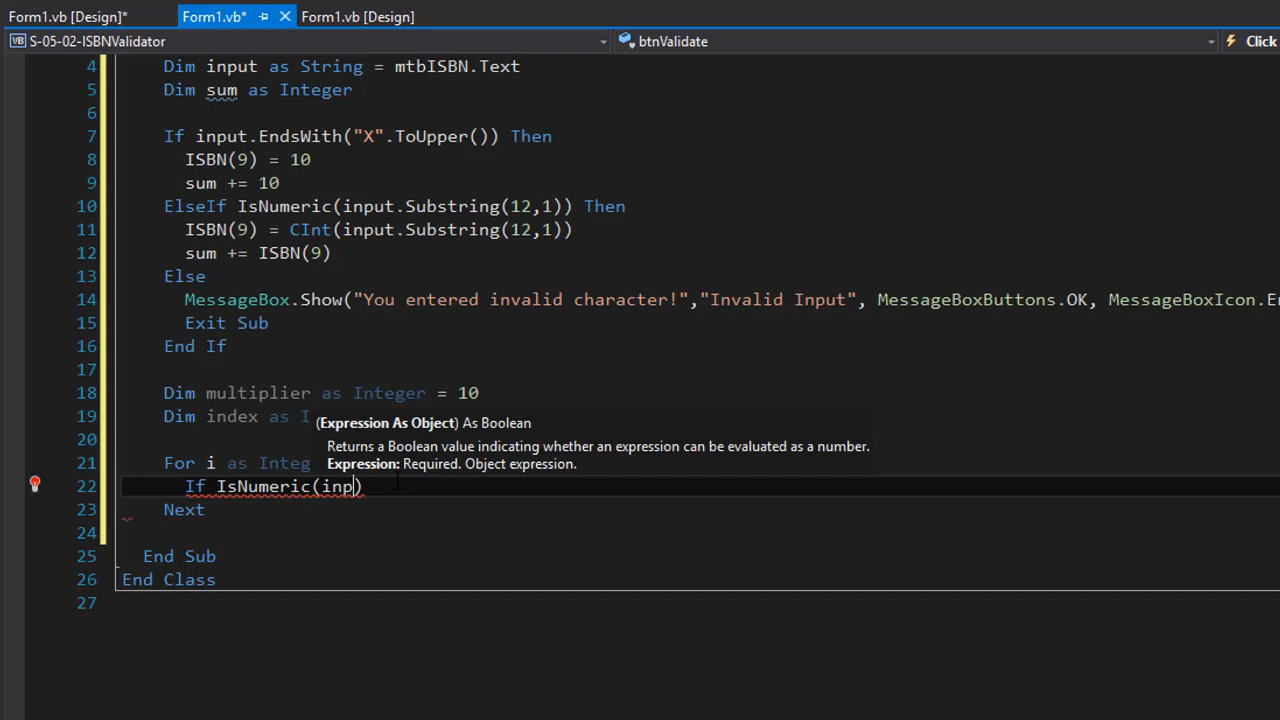 Form1.vb [Design]* Form1.vb* Form1.vb [Design]
VB S-05-02-ISBNValidator btnValidate Click
4 Dim input as String = mtbISBN.Text
5 Dim sum as Integer
6
7 If input.EndsWith("X".ToUpper()) Then
8 ISBN(9) = 10
9 sum += 10
10 ElseIf IsNumeric(input.Substring(12,1)) Then
11 ISBN(9) = CInt(input.Substring(12,1))
12 sum += ISBN(9)
13 Else
14 MessageBox.Show("You entered invalid character!","Invalid Input", MessageBoxButtons.OK, MessageBoxIcon.Er
15 Exit Sub
16 End If
17
18 Dim multiplier as Integer = 10
19 Dim index as I
(Expression As Object) As Boolean
20
Returns a Boolean value indicating whether an expression can be evaluated as a number.
21 For i as Integ
Expression: Required. Object expression.
22 If IsNumeric(inp)
23 Next
24
25 End Sub
26 End Class
27